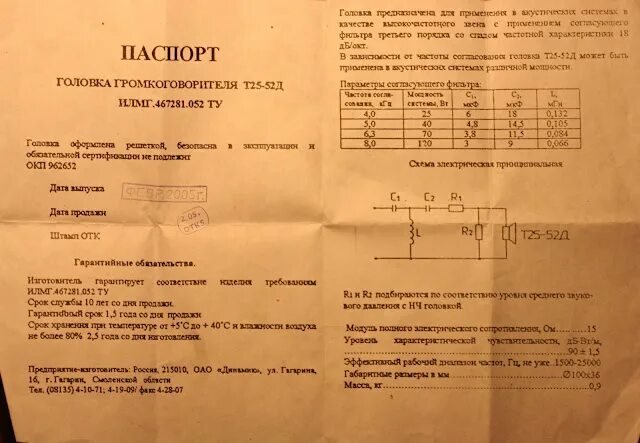 ПАСПОРТ
ГОЛОВКА ГРОМКОГОВОРИТЕЛЯ Т25-52Д
ИЛМГ.467281.052 ТУ
Головка оформлена решеткой, безопасна в эксплуатации и
обязательной сертификации не подлежит
ОКП 962652
Дата выпуска
ФЕВР.2005г.
Дата продажи
2.05г.
ОТК5
Штамп ОТК
Гарантийные обязательства.
Изготовитель гарантирует соответствие изделия требованиям
ИЛМГ.467281.052 ТУ
Срок службы 10 лет со дня продажи.
Гарантийный срок 1,5 года со дня продажи
Срок хранения при температуре от +5°С до + 40°С и влажности воздуха
не более 80% 2,5 года со дня изготовления.
Предприятие-изготовитель: Россия, 215010, ОАО «Динамик», ул. Гагарина,
16, г. Гагарин, Смоленской области
Тел. (08135) 4-10-71; 4-19-09/ факс 4-28-07
Головка предназначена для применения в акустических системах в
качестве высокочастотного звена с применением согласующего
фильтра третьего порядка со спадом частотной характеристики 18
дБ/окт.
В зависимости от частоты согласования головка Т25-52Д может быть
применена в акустических системах различной мощности.
Параметры согласующего фильтра:
Частота согла- Мощность C1, C2, L,
сования, кГц системы, Вт мкФ мкФ мГн
4,0 25 6 18 0,132
5,0 40 4,8 14,5 0,105
6,3 70 3,8 11,5 0,084
8,0 120 3 9 0,066
Схема электрическая принципиальная
C1 C2 R1
L R2 Т25-52Д
R1 и R2 подбираются по соответствию уровня среднего звуко-
вого давления с НЧ головкой.
Модуль полного электрического сопротивления, Ом.....15
Уровень характеристической чувствительности, дБ·Вт/м,
90 ± 1,5
Эффективный рабочий диапазон частот, Гц, не уже..1500-25000
Габаритные размеры в мм ∅100х36
Масса, кг 0,9